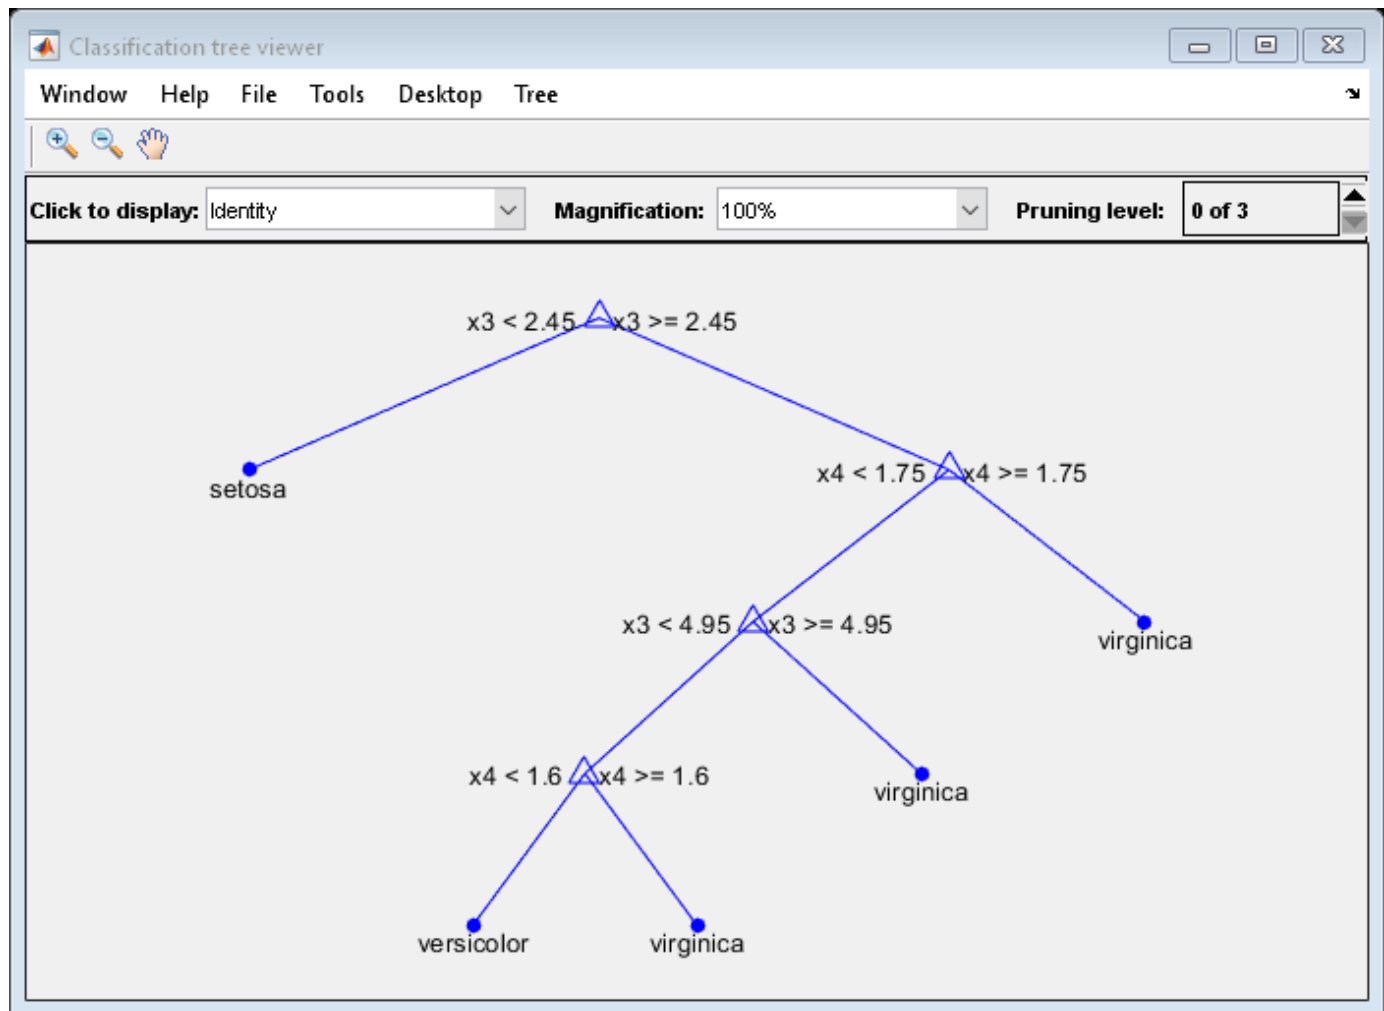 Classification tree viewer
Window Help File Tools Desktop Tree
Click to display: Identity Magnification: 100% Pruning level: 0 of 3
x3 < 2.45 x3 >= 2.45
setosa
x4 < 1.75 x4 >= 1.75
x3 < 4.95 x3 >= 4.95
virginica
x4 < 1.6 x4 >= 1.6
virginica
versicolor virginica